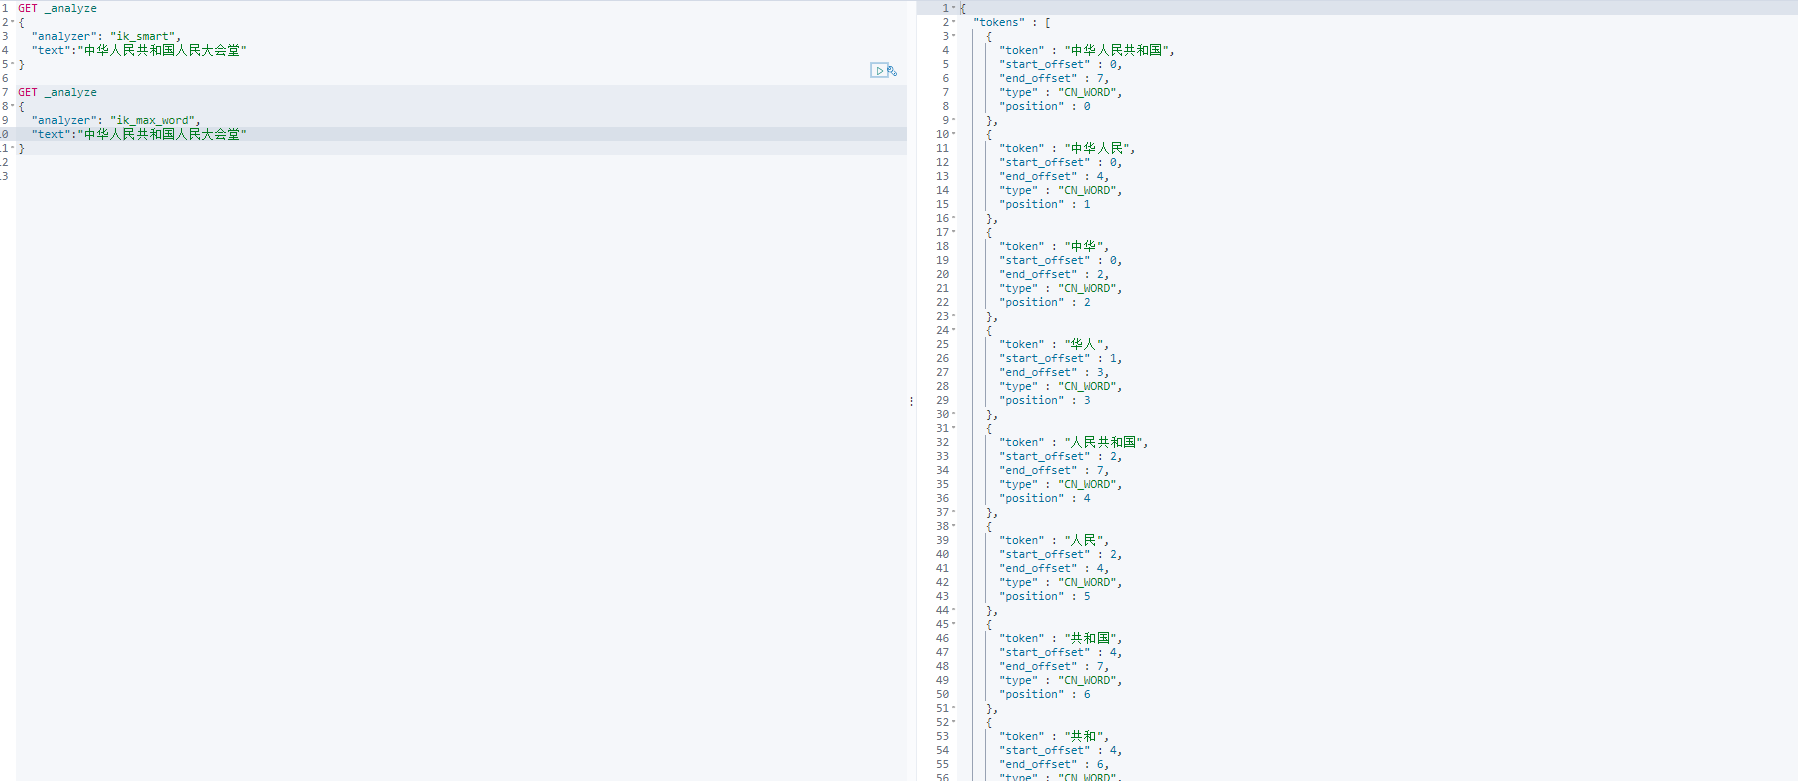 1 GET _analyze
2 {
3 "analyzer": "ik_smart",
4 "text":"中华人民共和国人民大会堂"
5 }
6
7 GET _analyze
8 {
9 "analyzer": "ik_max_word",
10 "text":"中华人民共和国人民大会堂"
11 }
12
13
1 {
2 "tokens" : [
3 {
4 "token" : "中华人民共和国",
5 "start_offset" : 0,
6 "end_offset" : 7,
7 "type" : "CN_WORD",
8 "position" : 0
9 },
10 {
11 "token" : "中华人民",
12 "start_offset" : 0,
13 "end_offset" : 4,
14 "type" : "CN_WORD",
15 "position" : 1
16 },
17 {
18 "token" : "中华",
19 "start_offset" : 0,
20 "end_offset" : 2,
21 "type" : "CN_WORD",
22 "position" : 2
23 },
24 {
25 "token" : "华人",
26 "start_offset" : 1,
27 "end_offset" : 3,
28 "type" : "CN_WORD",
29 "position" : 3
30 },
31 {
32 "token" : "人民共和国",
33 "start_offset" : 2,
34 "end_offset" : 7,
35 "type" : "CN_WORD",
36 "position" : 4
37 },
38 {
39 "token" : "人民",
40 "start_offset" : 2,
41 "end_offset" : 4,
42 "type" : "CN_WORD",
43 "position" : 5
44 },
45 {
46 "token" : "共和国",
47 "start_offset" : 4,
48 "end_offset" : 7,
49 "type" : "CN_WORD",
50 "position" : 6
51 },
52 {
53 "token" : "共和",
54 "start_offset" : 4,
55 "end_offset" : 6,
56 "type" : "CN_WORD",